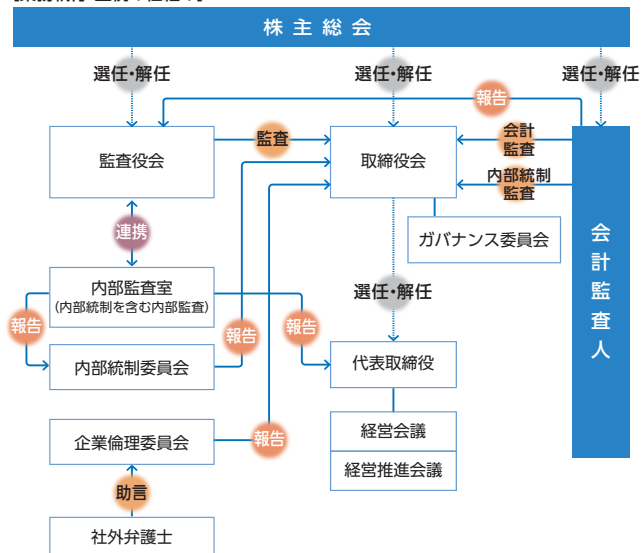 株主総会
選任・解任
選任・解任
選任・解任
報告
監査役会
監査
取締役会
会計
監査
内部統制
監査
ガバナンス委員会
会計監査人
連携
内部監査室
(内部統制を含む内部監査)
選任・解任
報告
報告
報告
内部統制委員会
代表取締役
企業倫理委員会
報告
経営会議
経営推進会議
助言
社外弁護士